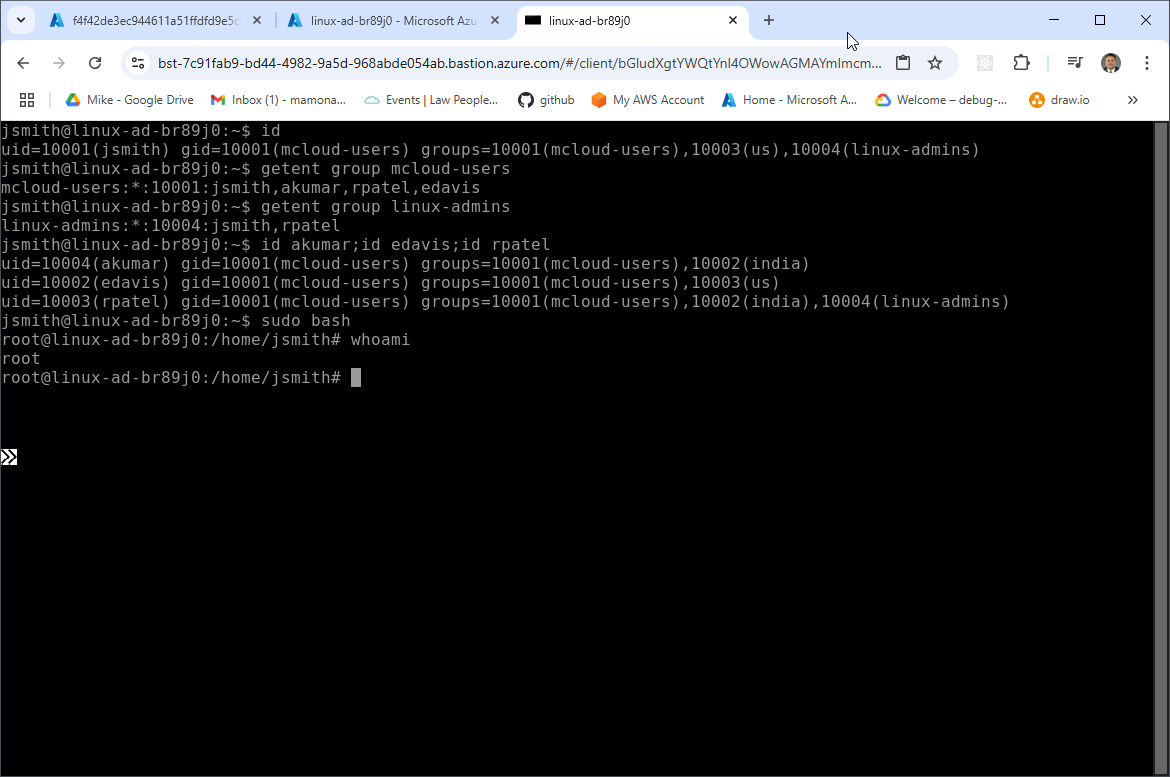 f4f42de3ec944611a51ffdfd9e5c
linux-ad-br89j0 - Microsoft Azu
linux-ad-br89j0
bst-7c91fab9-bd44-4982-9a5d-968abde054ab.bastion.azure.com/#/client/bGludXgtYWQtYnI4OWowAGMAYmlmcm...
Mike - Google Drive
Inbox (1) - mamona...
Events | Law People...
github
My AWS Account
Home - Microsoft A...
Welcome – debug-...
draw.io
jsmith@linux-ad-br89j0:~$ id
uid=10001(jsmith) gid=10001(mcloud-users) groups=10001(mcloud-users),10003(us),10004(linux-admins)
jsmith@linux-ad-br89j0:~$ getent group mcloud-users
mcloud-users:*:10001:jsmith,akumar,rpatel,edavis
jsmith@linux-ad-br89j0:~$ getent group linux-admins
linux-admins:*:10004:jsmith,rpatel
jsmith@linux-ad-br89j0:~$ id akumar;id edavis;id rpatel
uid=10004(akumar) gid=10001(mcloud-users) groups=10001(mcloud-users),10002(india)
uid=10002(edavis) gid=10001(mcloud-users) groups=10001(mcloud-users),10003(us)
uid=10003(rpatel) gid=10001(mcloud-users) groups=10001(mcloud-users),10002(india),10004(linux-admins)
jsmith@linux-ad-br89j0:~$ sudo bash
root@linux-ad-br89j0:/home/jsmith# whoami
root
root@linux-ad-br89j0:/home/jsmith#